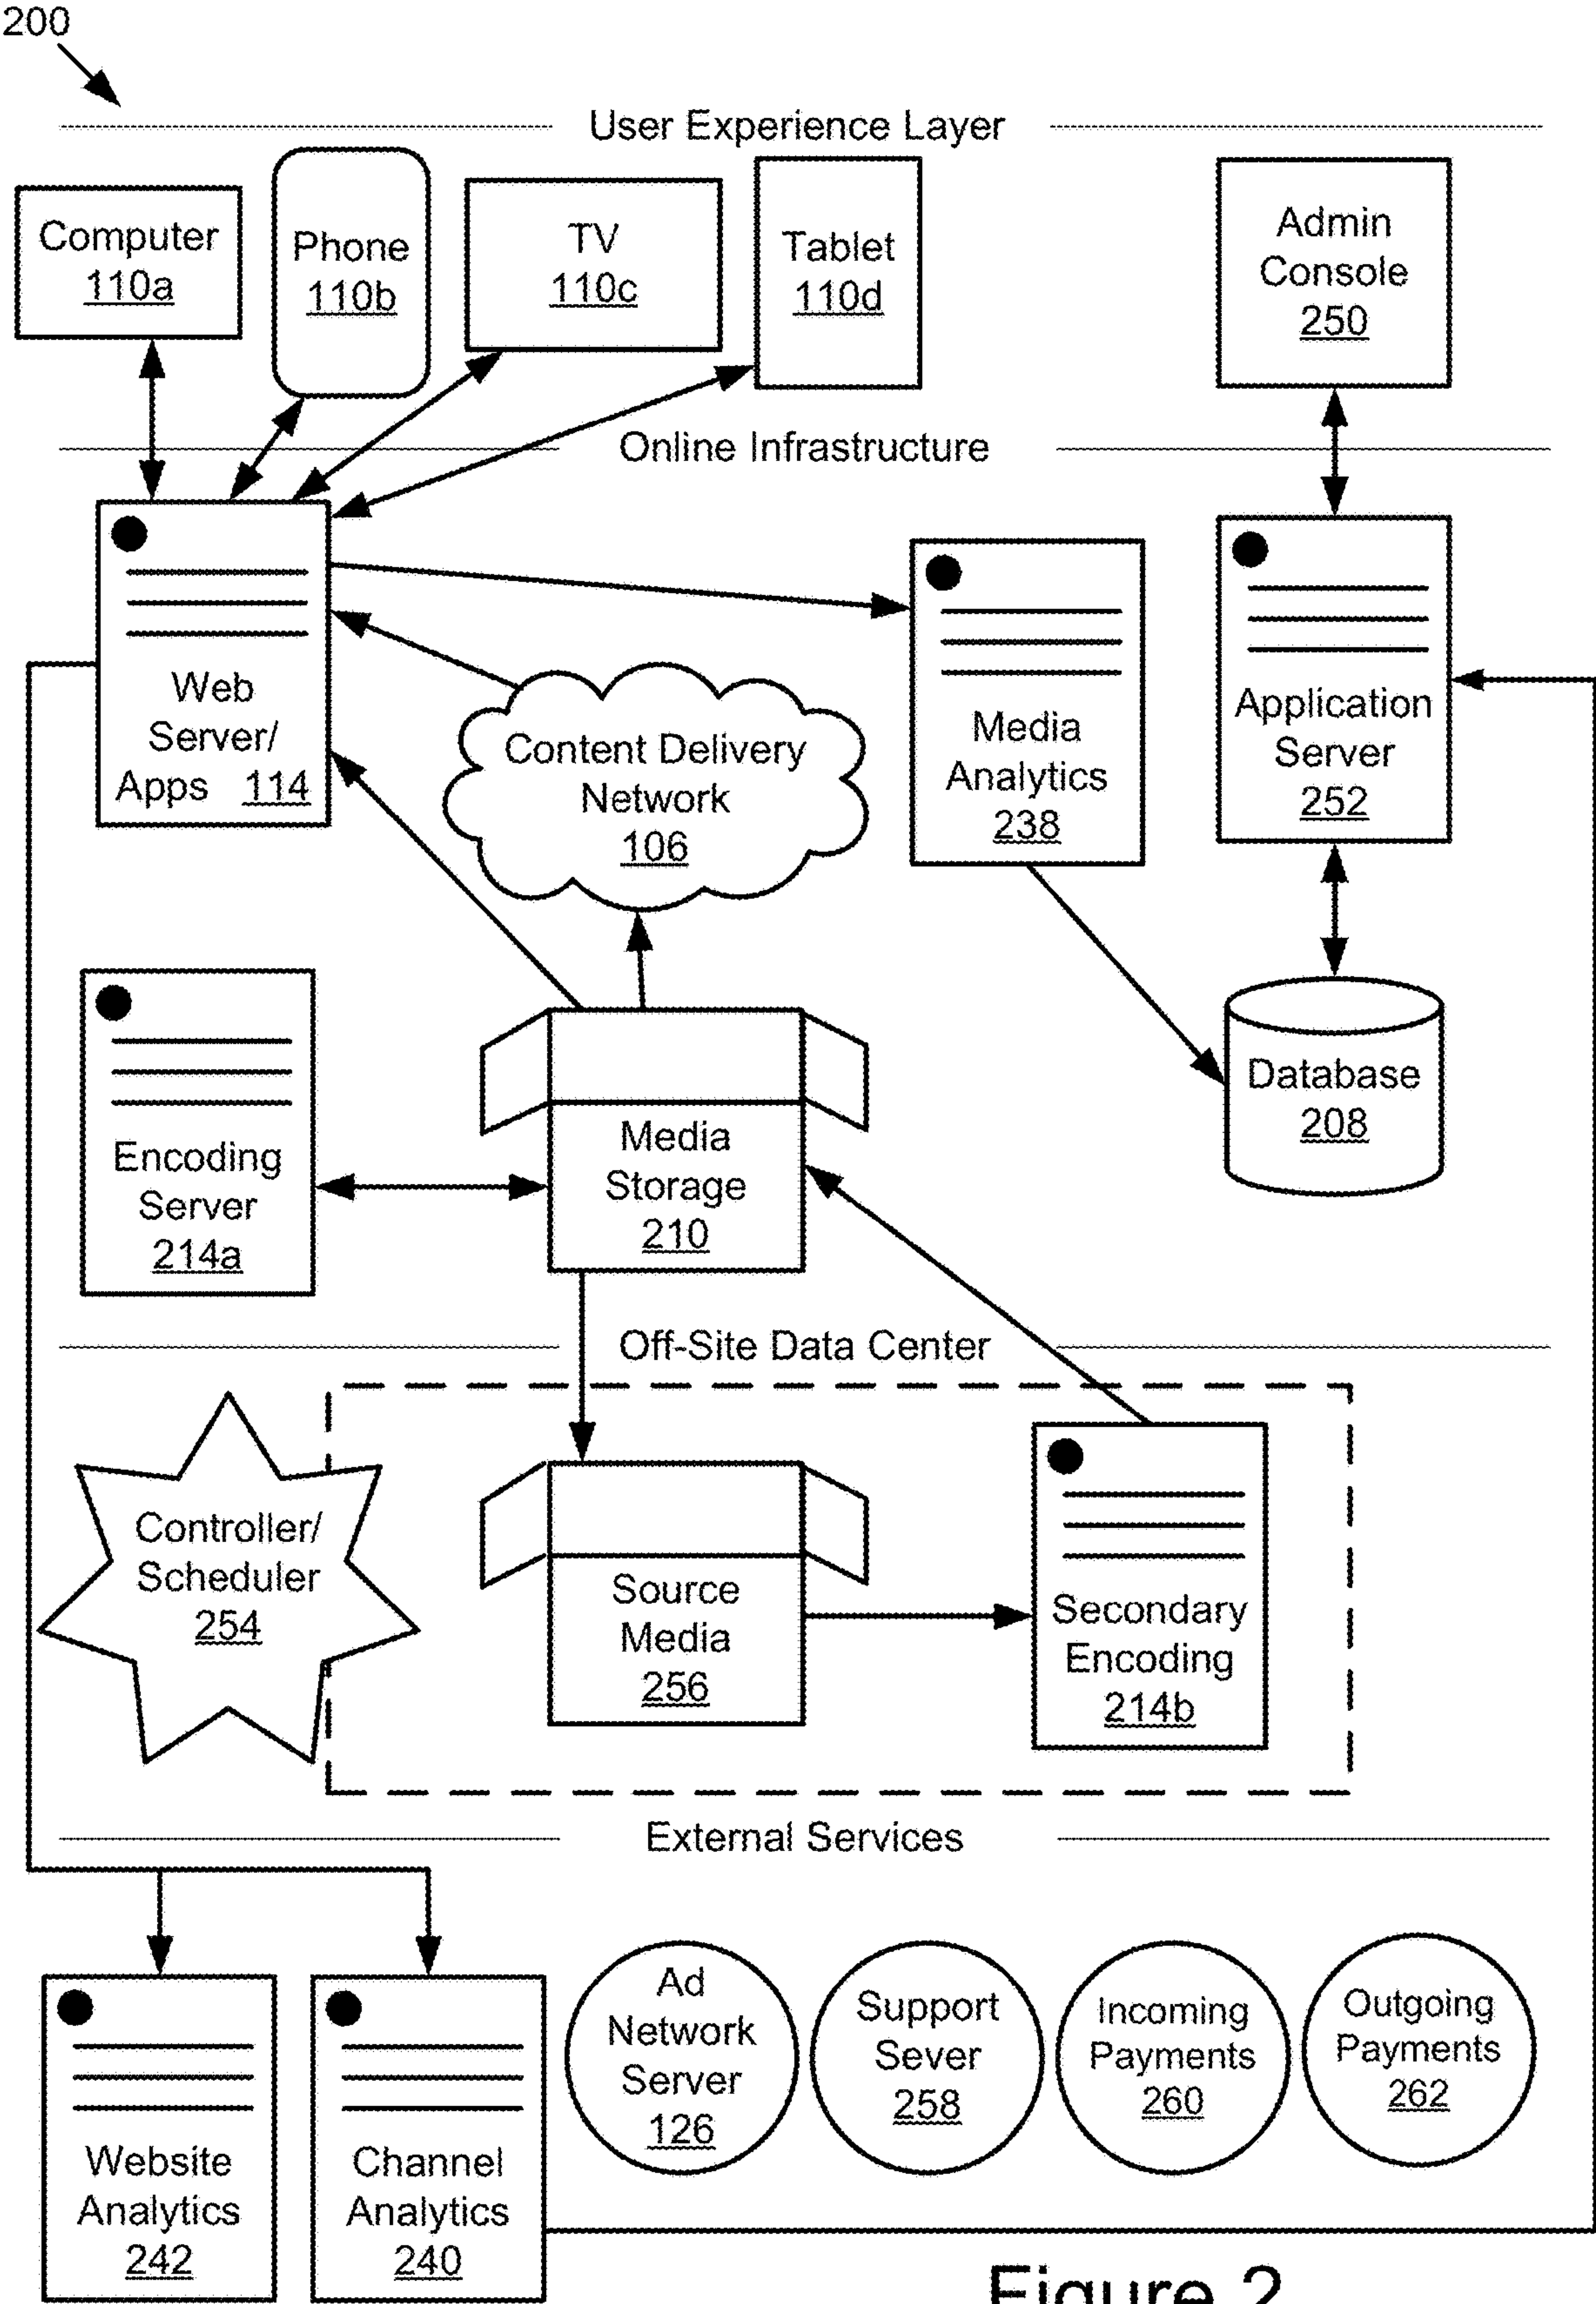 200
User Experience Layer
Computer
110a
Phone
110b
TV
110c
Tablet
110d
Admin
Console
250
Online Infrastructure
Web
Server/
Apps 114
Content Delivery
Network
106
Media
Analytics
238
Application
Server
252
Encoding
Server
214a
Media
Storage
210
Database
208
Off-Site Data Center
Controller/
Scheduler
254
Source
Media
256
Secondary
Encoding
214b
External Services
Website
Analytics
242
Channel
Analytics
240
Ad
Network
Server
126
Support
Sever
258
Incoming
Payments
260
Outgoing
Payments
262
Figure 2